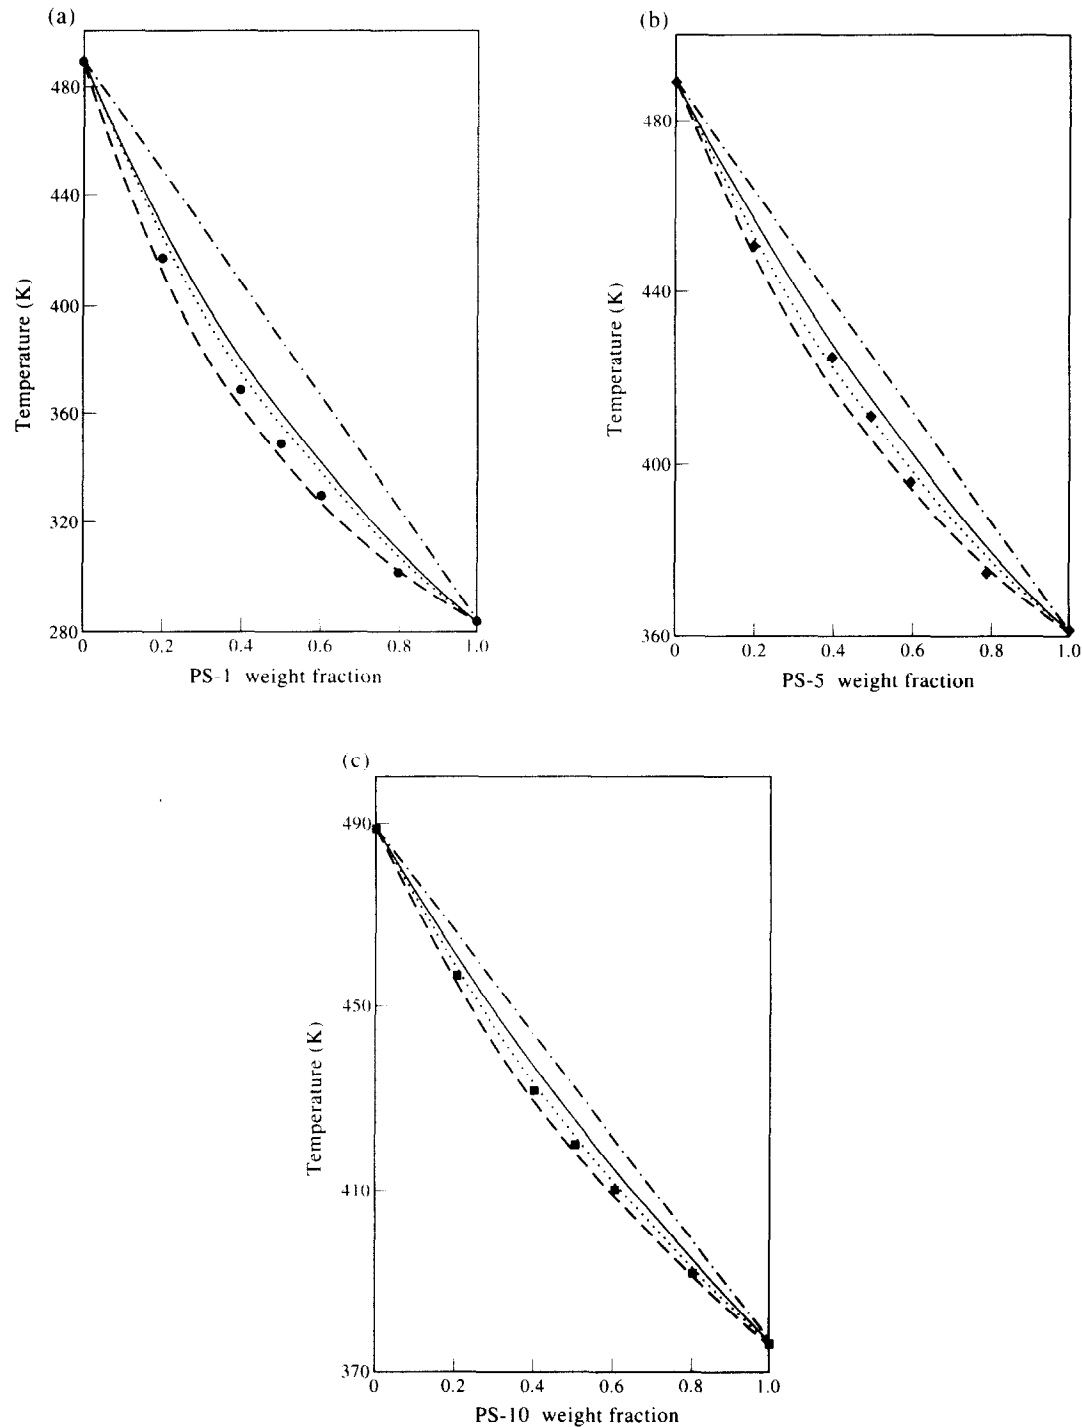 (a)
480
440
400
360
320
280
Temperature (K)
0 0.2 0.4 0.6 0.8 1.0
PS-1 weight fraction
(b)
480
440
400
360
Temperature (K)
0 0.2 0.4 0.6 0.8 1.0
PS-5 weight fraction
(c)
490
450
410
370
Temperature (K)
0 0.2 0.4 0.6 0.8 1.0
PS-10 weight fraction